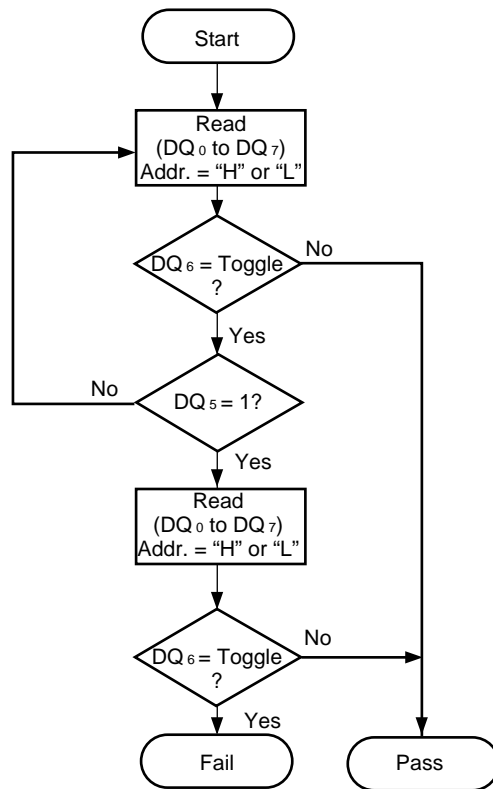 Start
Read
(DQ0 to DQ7)
Addr. = “H” or “L”
DQ6 = Toggle
?
No
Yes
DQ5 = 1?
No
Yes
Read
(DQ0 to DQ7)
Addr. = “H” or “L”
DQ6 = Toggle
?
No
Yes
Fail
Pass